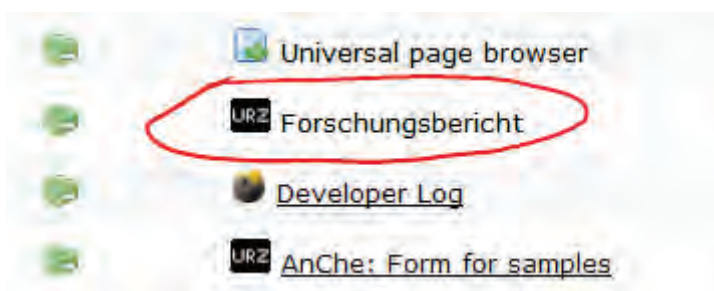 Universal page browser
URZ Forschungsbericht
Developer Log
URZ AnChe: Form for samples